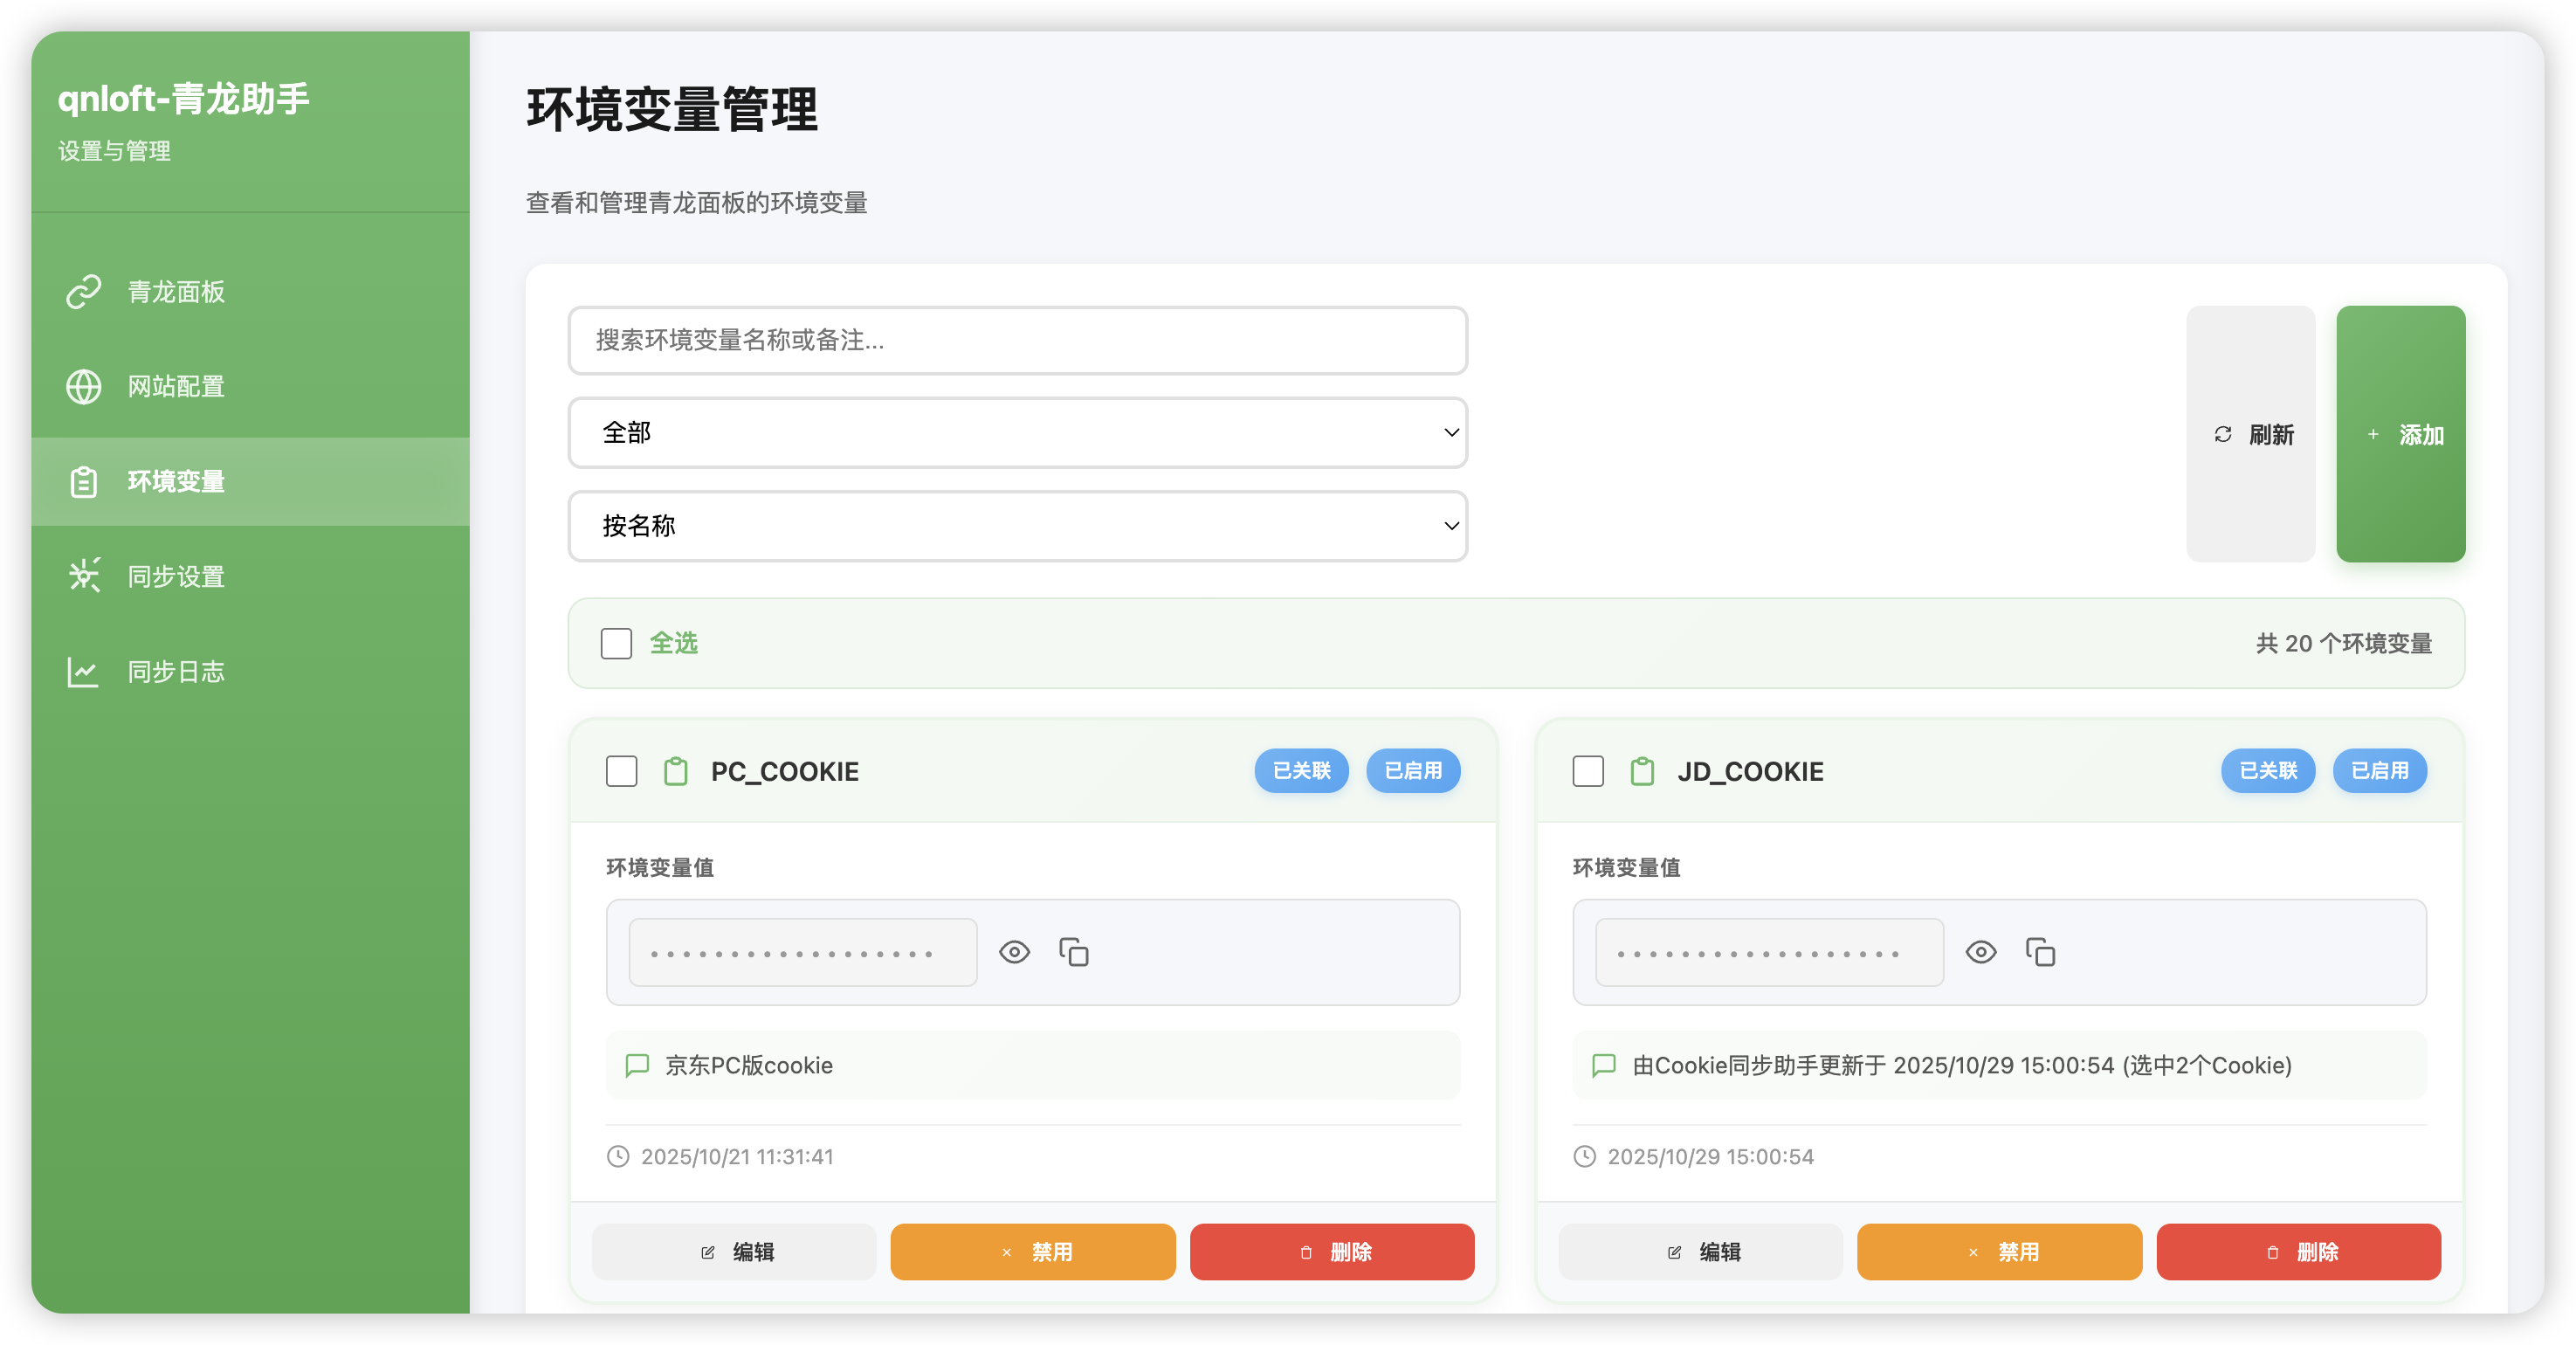 qnloft-青龙助手
设置与管理
青龙面板
网站配置
环境变量
同步设置
同步日志
环境变量管理
查看和管理青龙面板的环境变量
搜索环境变量名称或备注...
全部
按名称
刷新
添加
全选
共 20 个环境变量
PC_COOKIE
已关联
已启用
环境变量值
京东PC版cookie
2025/10/21 11:31:41
编辑
禁用
删除
JD_COOKIE
已关联
已启用
环境变量值
由Cookie同步助手更新于 2025/10/29 15:00:54 (选中2个Cookie)
2025/10/29 15:00:54
编辑
禁用
删除